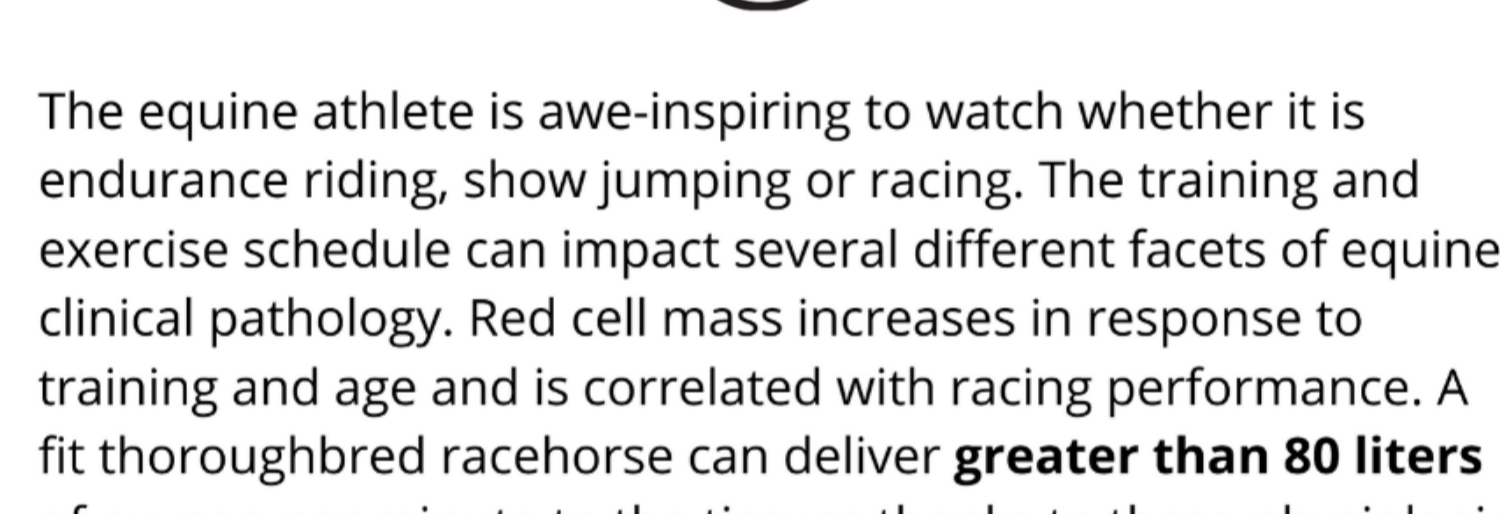 The equine athlete is awe-inspiring to watch whether it is
endurance riding, show jumping or racing. The training and
exercise schedule can impact several different facets of equine
clinical pathology. Red cell mass increases in response to
training and age and is correlated with racing performance. A
fit thoroughbred racehorse can deliver greater than 80 liters